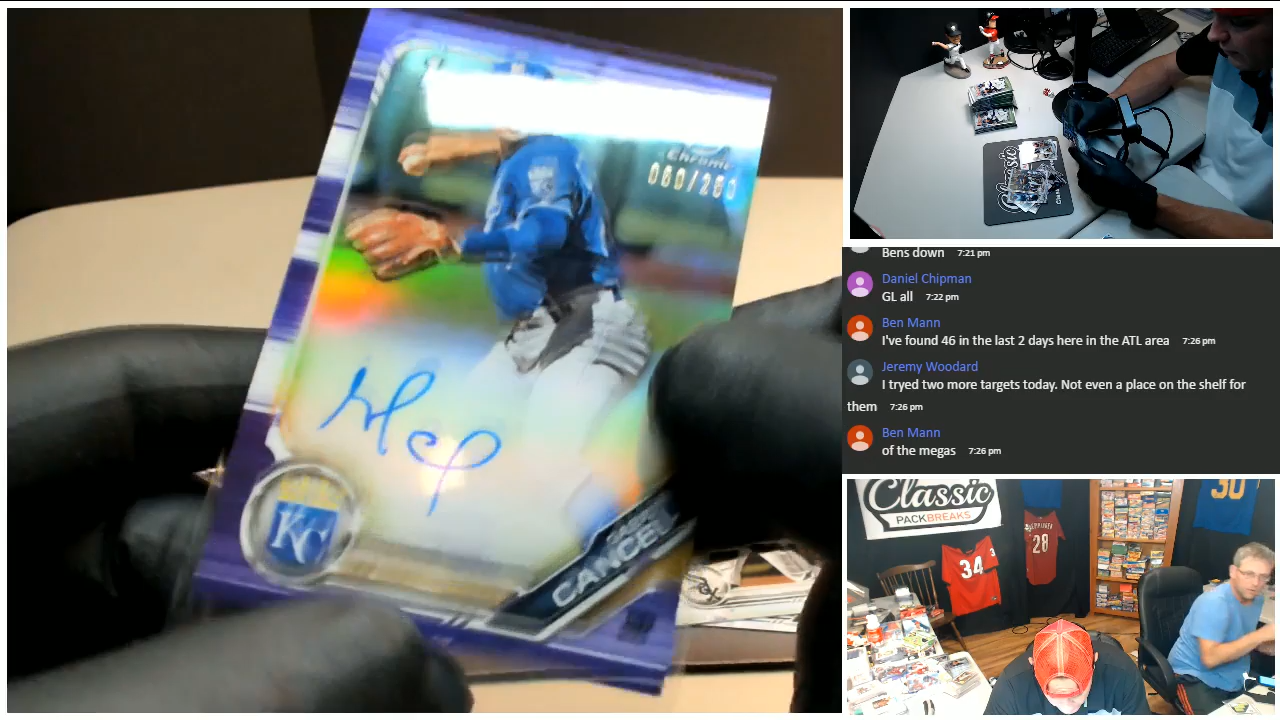 CHROME
060/250
KC
CANCEL
Bens down 7:21 pm
Daniel Chipman
GL all 7:22 pm
Ben Mann
I've found 46 in the last 2 days here in the ATL area 7:26 pm
Jeremy Woodard
I tryed two more targets today. Not even a place on the shelf for
them 7:26 pm
Ben Mann
of the megas 7:26 pm
Classic
PACKBREAKS
34
28
30